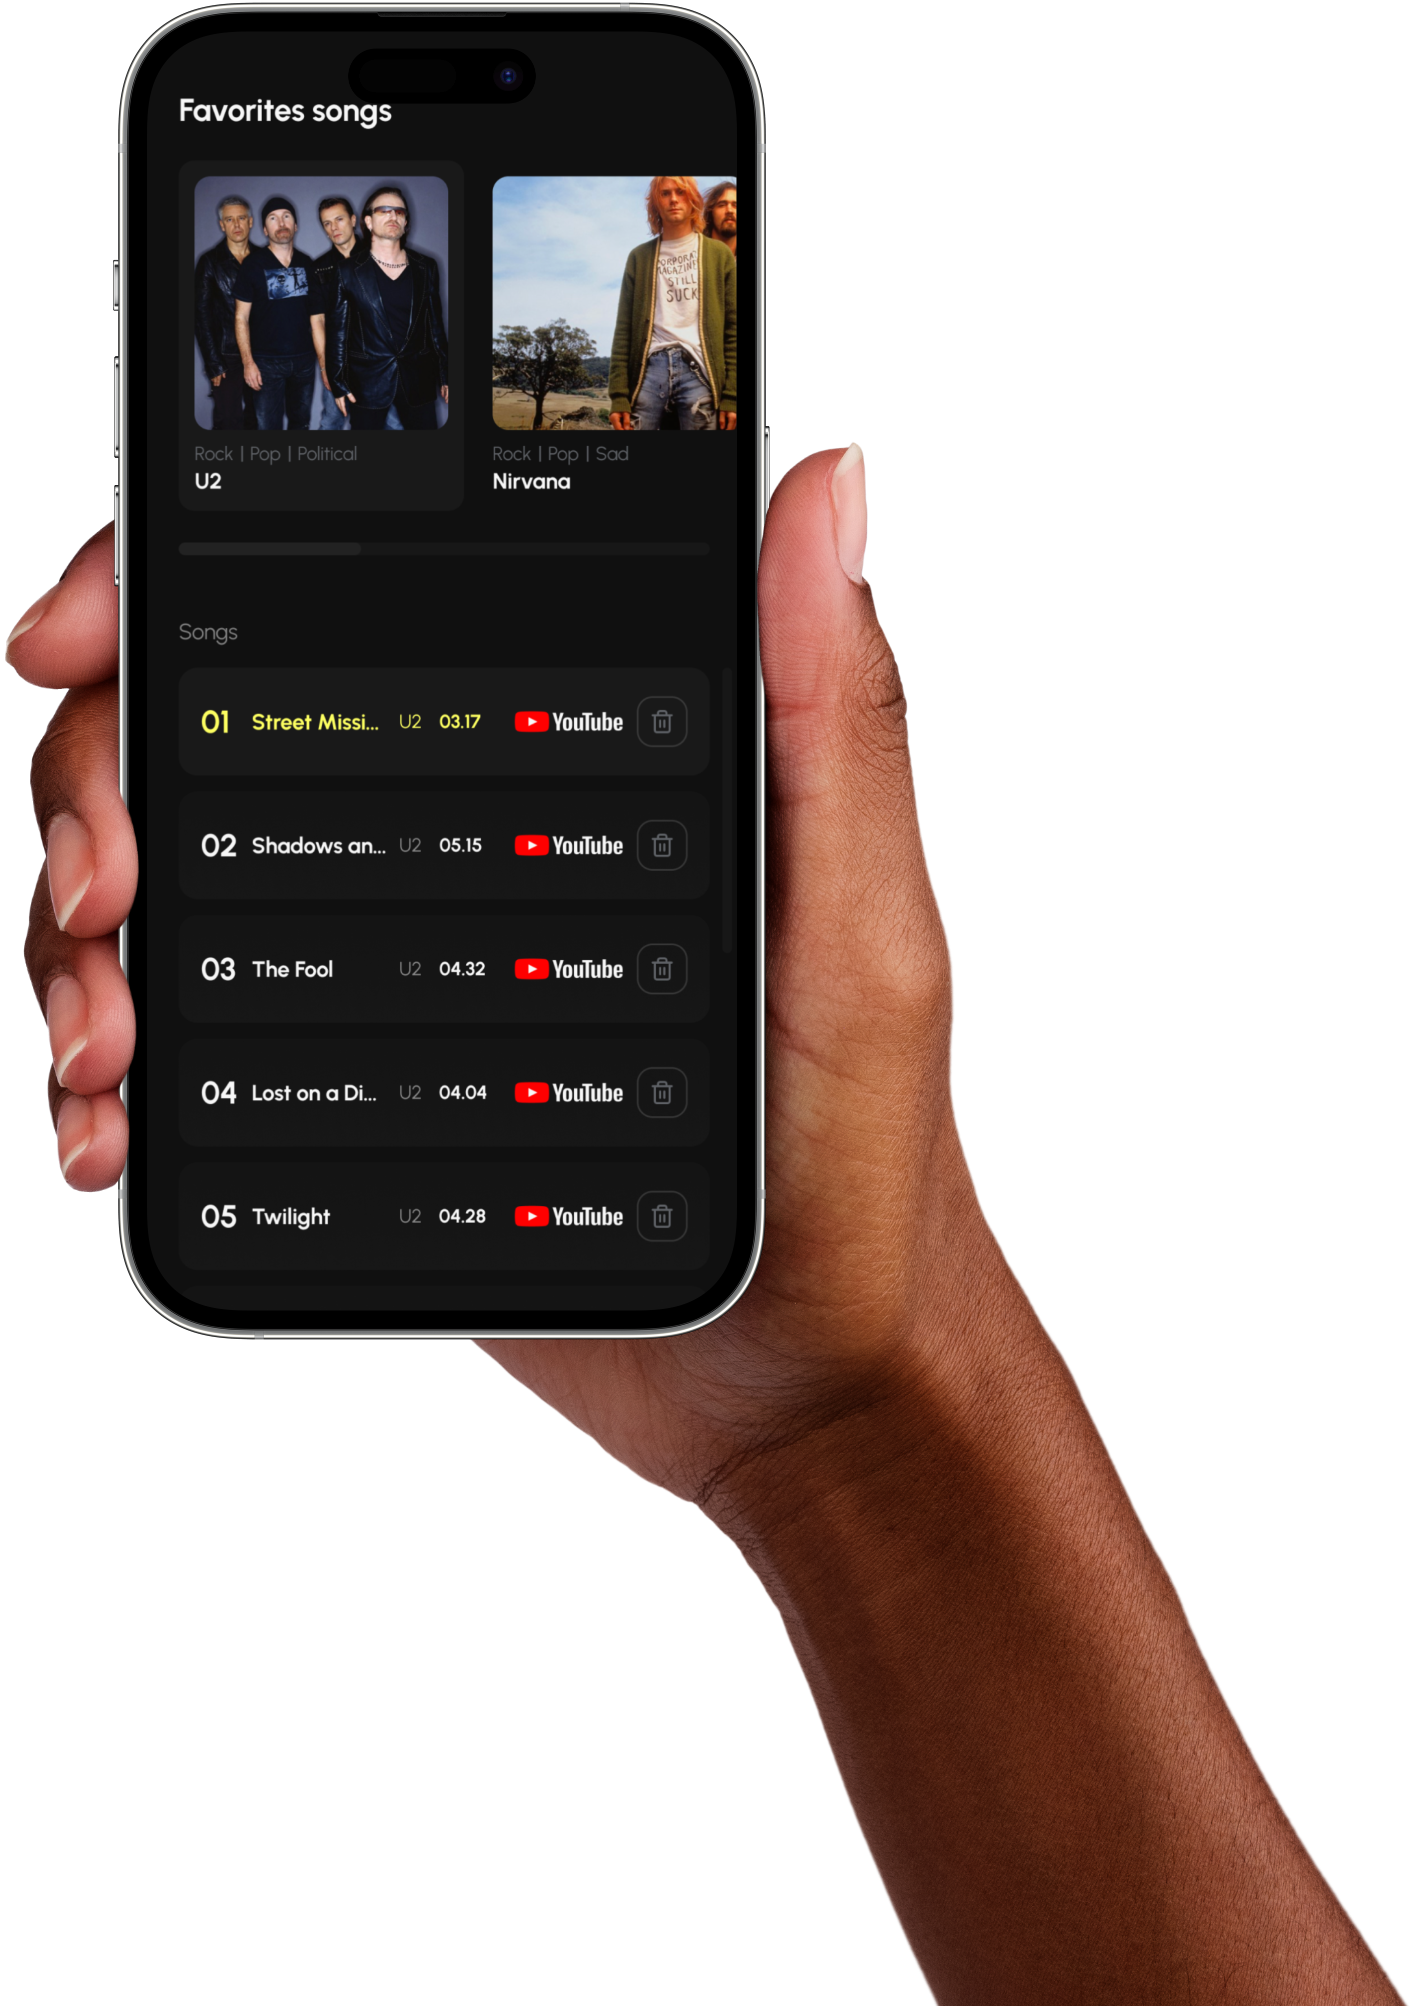 Favorites songs
CORPORATE
MAGAZINES
STILL
SUCK
Rock | Pop | Political
U2
Rock | Pop | Sad
Nirvana
Songs
01 Street Missi... U2 03.17 YouTube
02 Shadows an... U2 05.15 YouTube
03 The Fool U2 04.32 YouTube
04 Lost on a Di... U2 04.04 YouTube
05 Twilight U2 04.28 YouTube